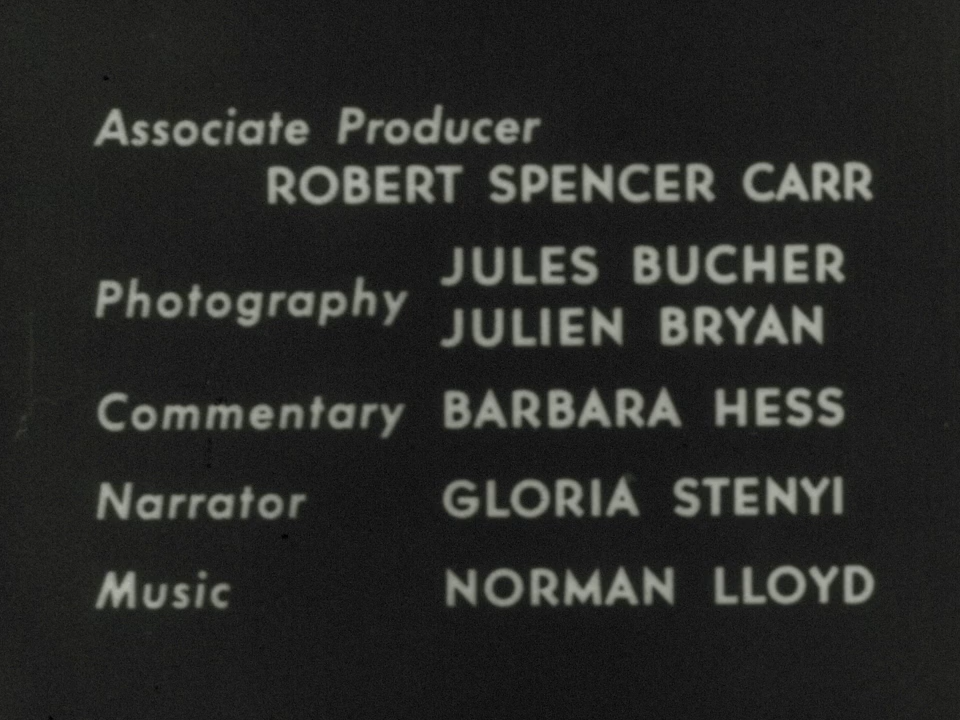 Associate Producer
ROBERT SPENCER CARR
Photography JULES BUCHER
JULIEN BRYAN
Commentary BARBARA HESS
Narrator GLORIA STENYI
Music NORMAN LLOYD